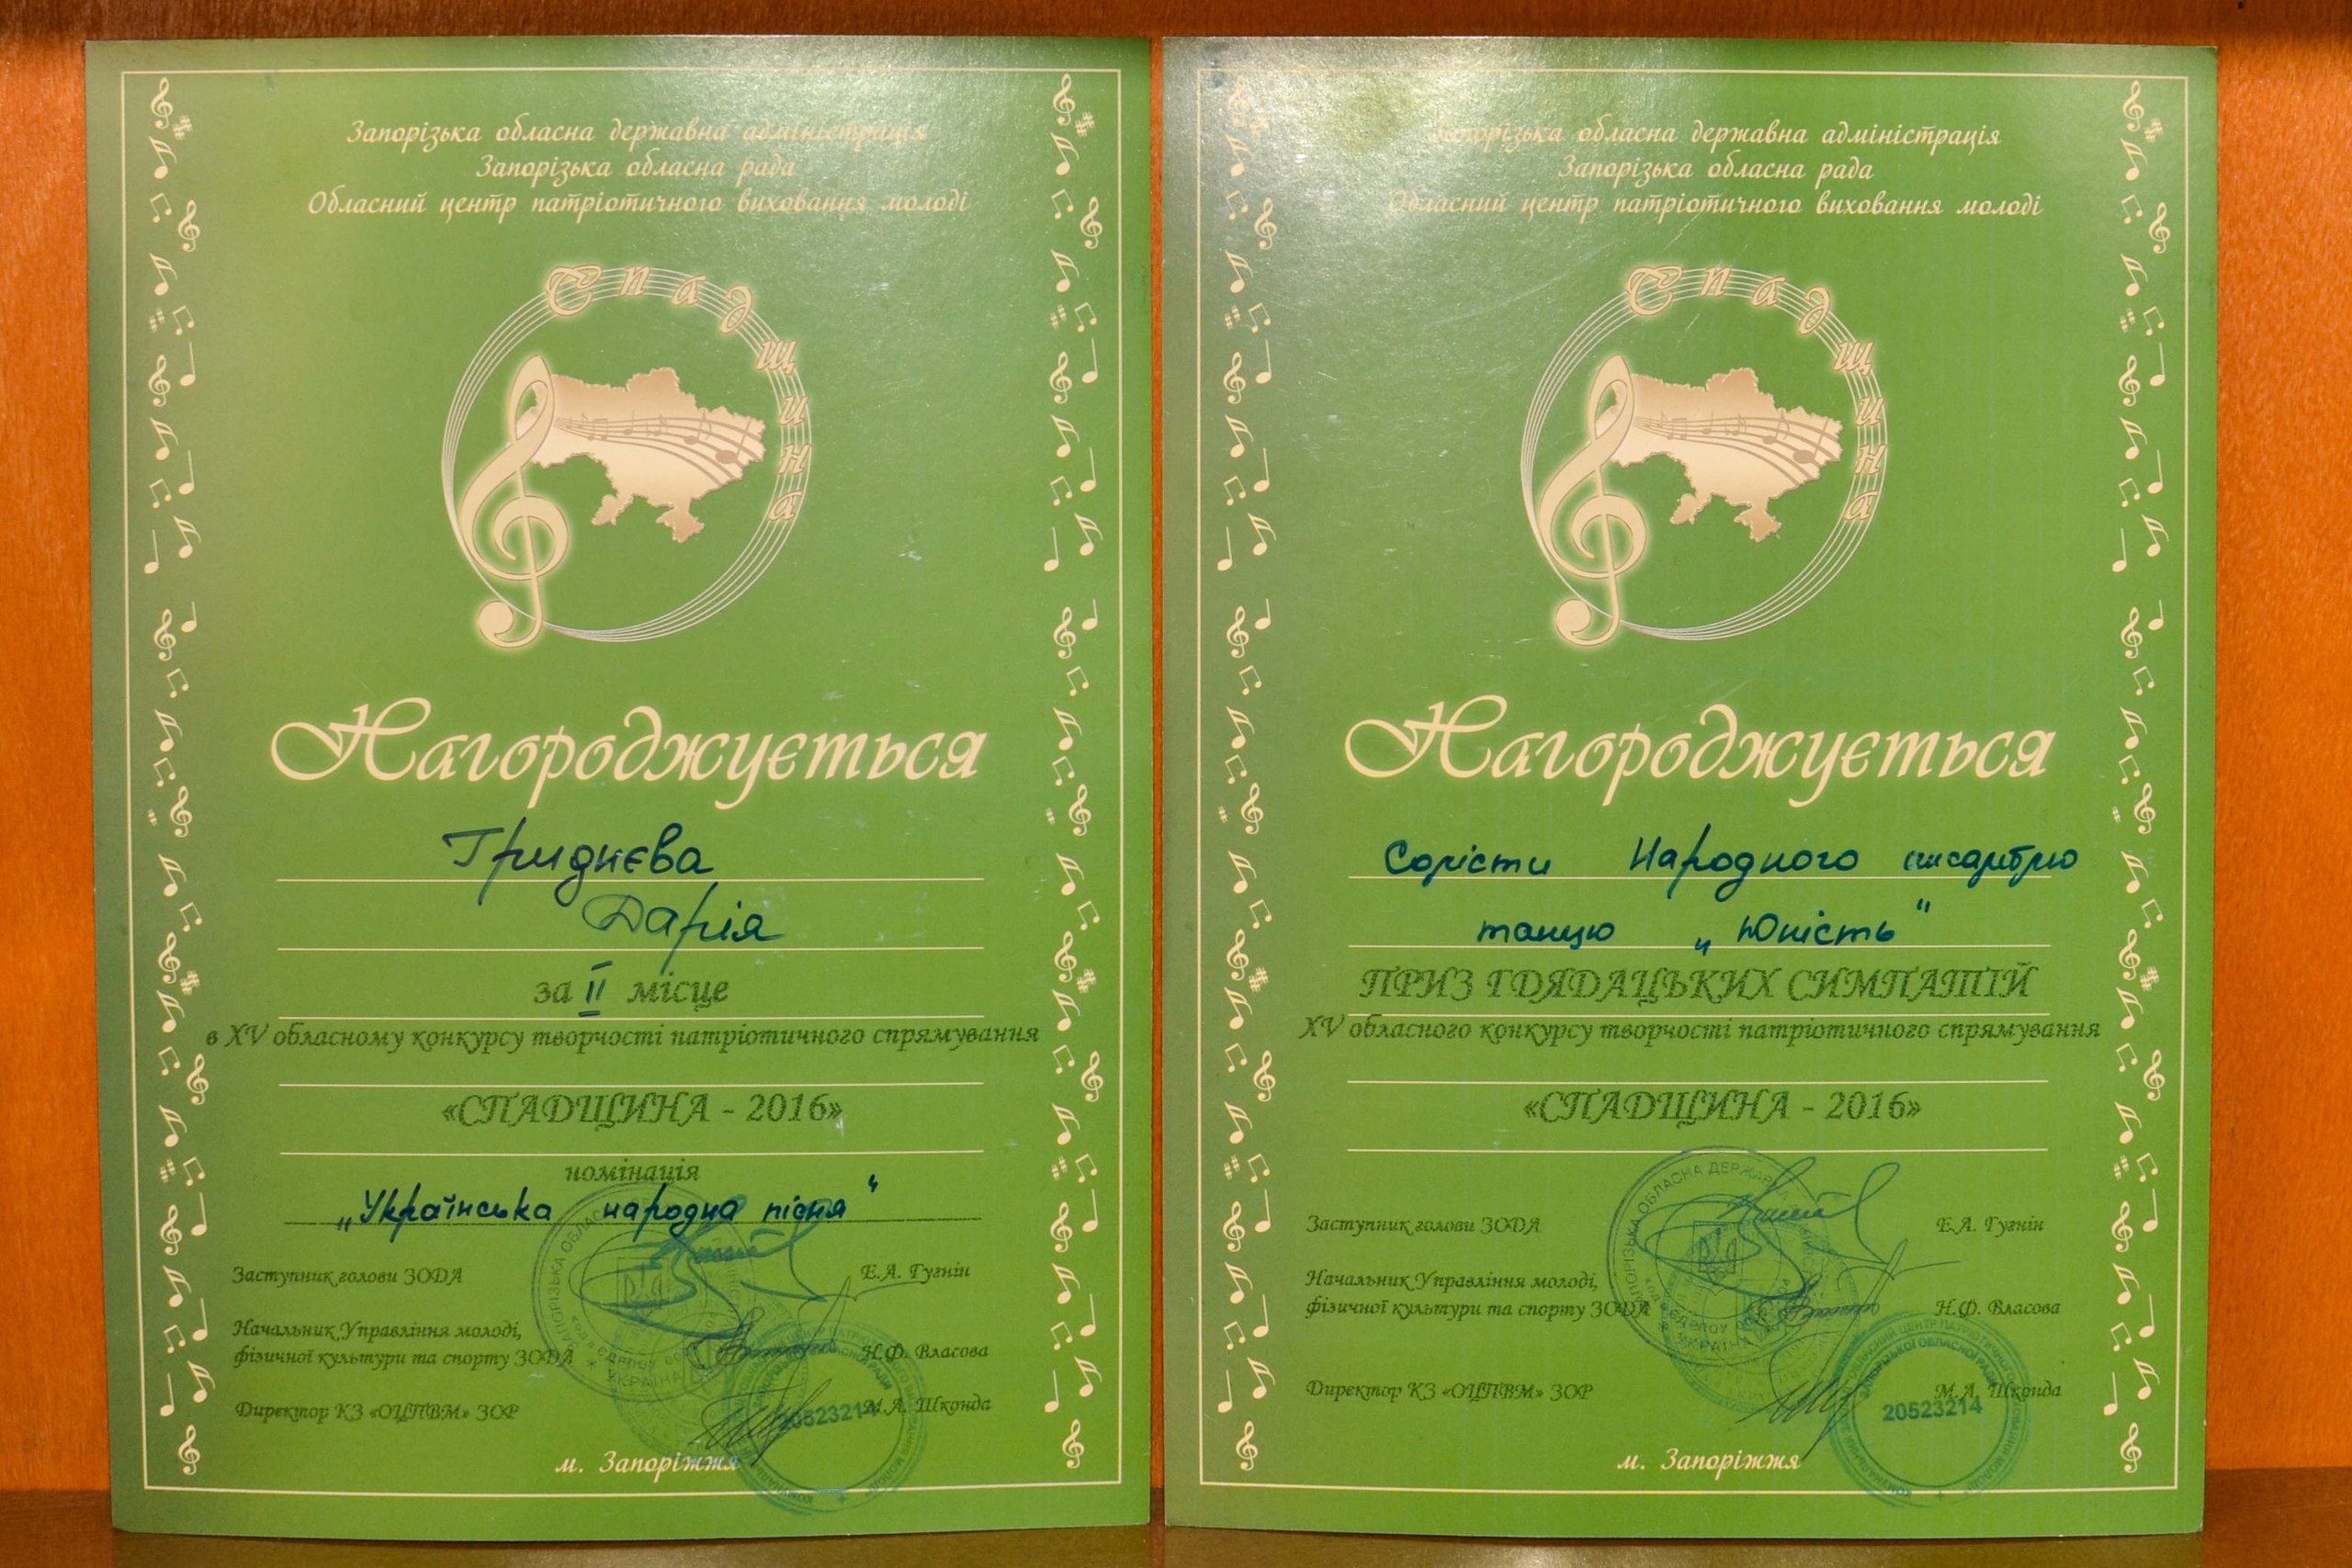 Запорізька обласна державна адміністрація
Запорізька обласна рада
Обласний центр патріотичного виховання молоді
Спадщина
Нагороджується
Гриднєва
Дарія
за II місце
в XV обласному конкурсу творчості патріотичного спрямування
«СПАДЩИНА - 2016»
номінація
„Українська народна пісня“
Заступник голови ЗОДА Е.А. Гугнін
Начальник Управління молоді,
фізичної культури та спорту ЗОДА Н.Ф. Власова
Директор КЗ «ОЦПВМ» ЗОР М.А. Шконда
20523214
м. Запоріжжя
Запорізька обласна державна адміністрація
Запорізька обласна рада
Обласний центр патріотичного виховання молоді
Спадщина
Нагороджується
Солісти Народного ансамблю
танцю „Юність“
ПРИЗ ГЛЯДАЦЬКИХ СИМПАТІЙ
XV обласного конкурсу творчості патріотичного спрямування
«СПАДЩИНА - 2016»
Заступник голови ЗОДА Е.А. Гугнін
Начальник Управління молоді,
фізичної культури та спорту ЗОДА Н.Ф. Власова
Директор КЗ «ОЦПВМ» ЗОР М.А. Шконда
20523214
м. Запоріжжя